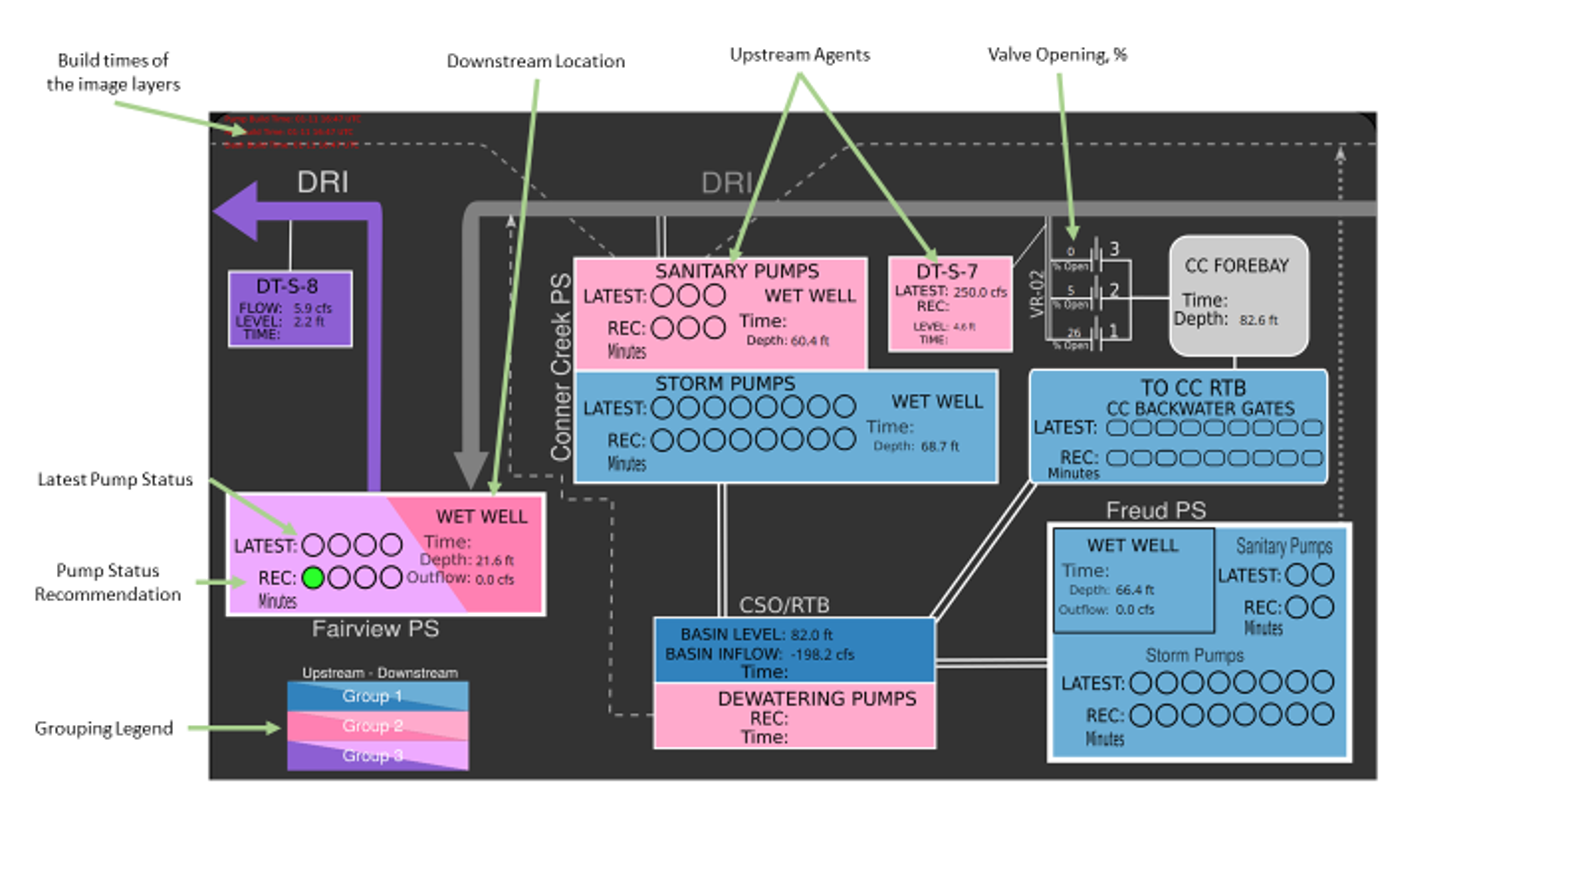 Build times of
the image layers
Downstream Location
Upstream Agents
Valve Opening, %
DRI
DRI
DT-S-8
FLOW: 5.9 cfs
LEVEL: 2.2 ft
TIME:
Conner Creek PS
SANITARY PUMPS
LATEST:
WET WELL
REC:
Time:
Minutes
Depth: 60.4 ft
DT-S-7
LATEST: 250.0 cfs
REC:
LEVEL: 4.6 ft
TIME:
VR-02
0
% Open
3
5
% Open
2
26
% Open
1
CC FOREBAY
Time:
Depth: 82.6 ft
STORM PUMPS
LATEST:
WET WELL
REC:
Time:
Minutes
Depth: 68.7 ft
TO CC RTB
CC BACKWATER GATES
LATEST:
REC:
Minutes
Latest Pump Status
Pump Status
Recommendation
WET WELL
LATEST:
Time:
Depth: 21.6 ft
REC:
Outflow: 0.0 cfs
Minutes
Fairview PS
Freud PS
WET WELL
Time:
Depth: 66.4 ft
Outflow: 0.0 cfs
Sanitary Pumps
LATEST:
REC:
Minutes
Storm Pumps
LATEST:
REC:
Minutes
CSO/RTB
BASIN LEVEL: 82.0 ft
BASIN INFLOW: -198.2 cfs
Time:
DEWATERING PUMPS
REC:
Time:
Grouping Legend
Upstream - Downstream
Group 1
Group 2
Group 3